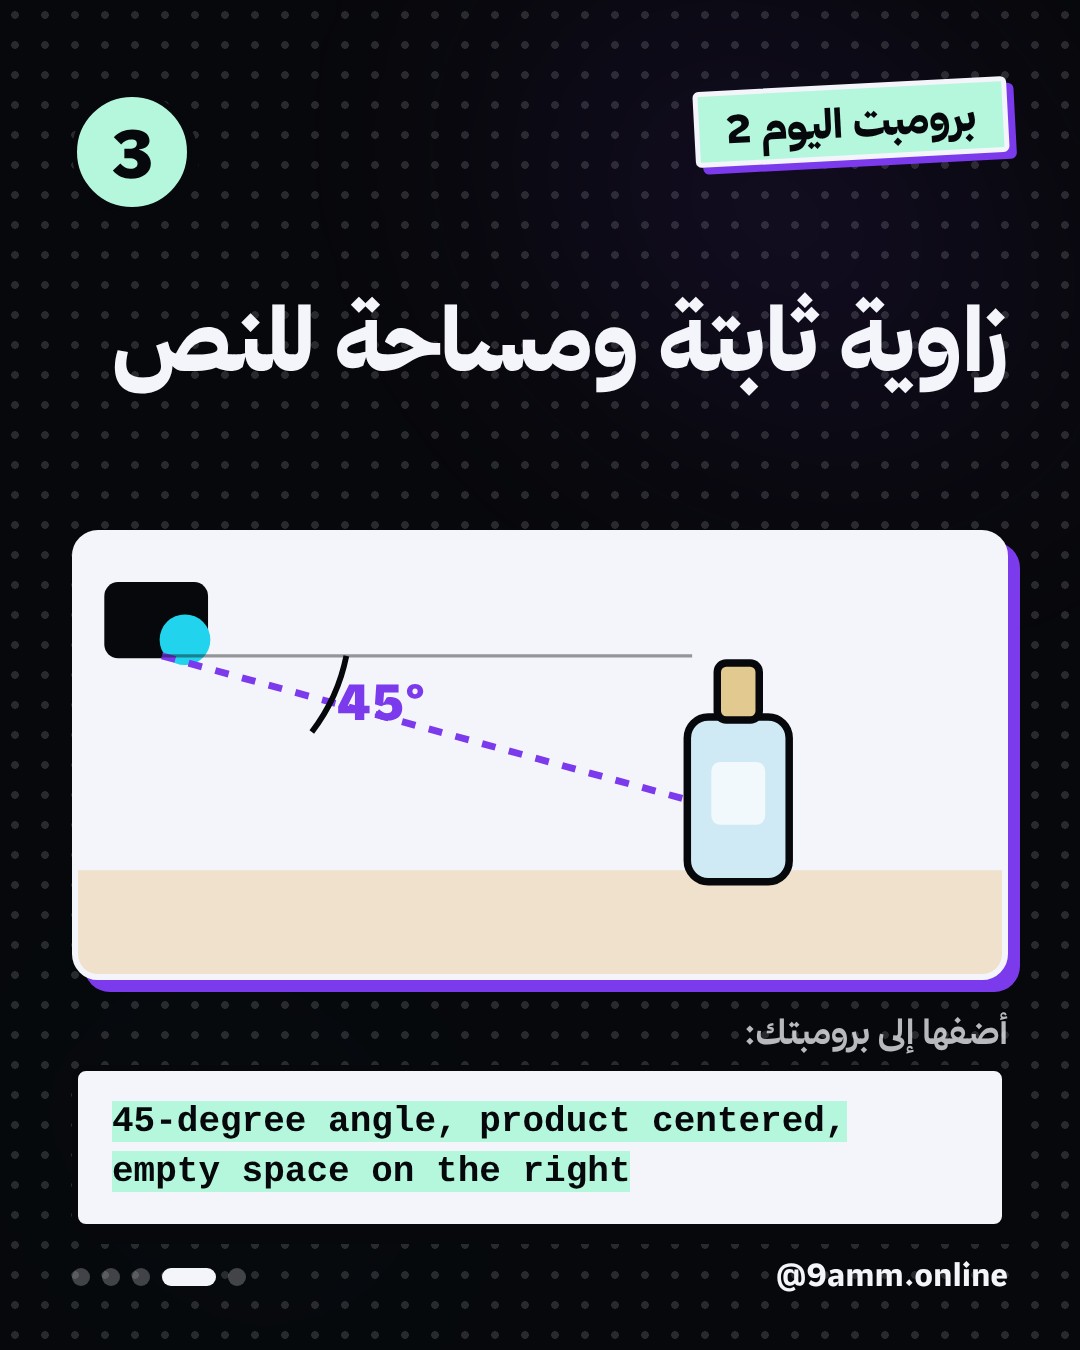 برومبت اليوم 2
3
زاوية ثابتة ومساحة للنص
45°
أضفها إلى برومبتك:
45-degree angle, product centered,
empty space on the right
@9amm.online